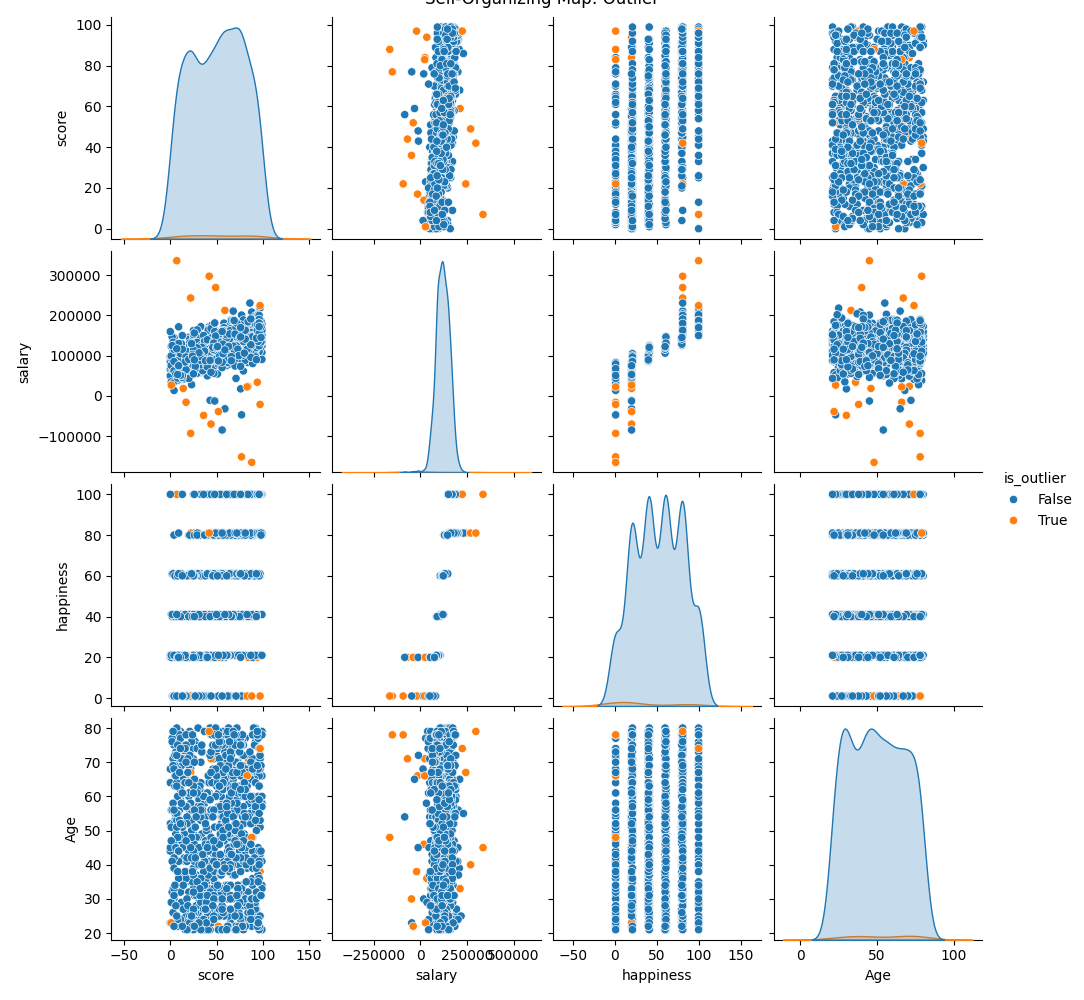 Self-Organizing Map: Outlier
100
80
60
40
20
0
score
300000
200000
100000
0
−100000
salary
100
80
60
40
20
0
happiness
is_outlier
False
True
80
70
60
50
40
30
20
Age
−50 0 50 100 150
−250000 0 250000 500000
−50 0 50 100 150
0 50 100
score salary happiness Age